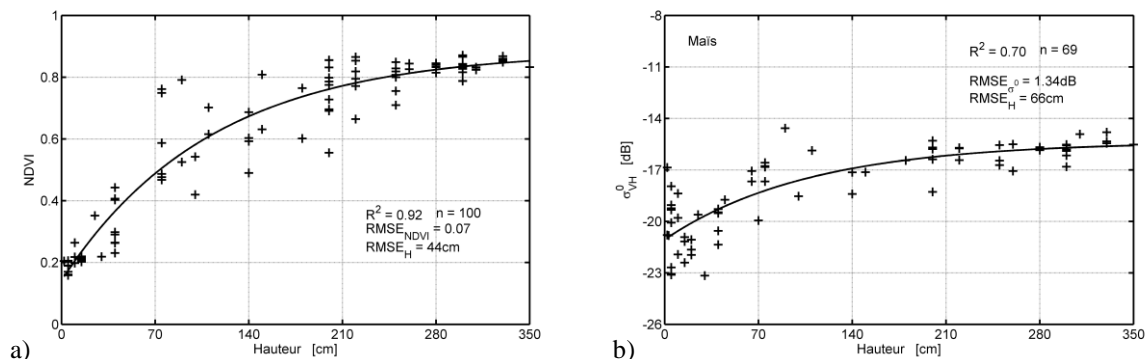 1
0.8
0.6
0.4
0.2
0
NDVI
0 70 140 210 280 350
Hauteur [cm]
R² = 0.92 n = 100
RMSE_NDVI = 0.07
RMSE_H = 44cm
a)
-8
-11
-14
-17
-20
-23
-26
σ⁰_VH [dB]
Maïs
R² = 0.70 n = 69
RMSE_σ⁰ = 1.34dB
RMSE_H = 66cm
0 70 140 210 280 350
Hauteur [cm]
b)